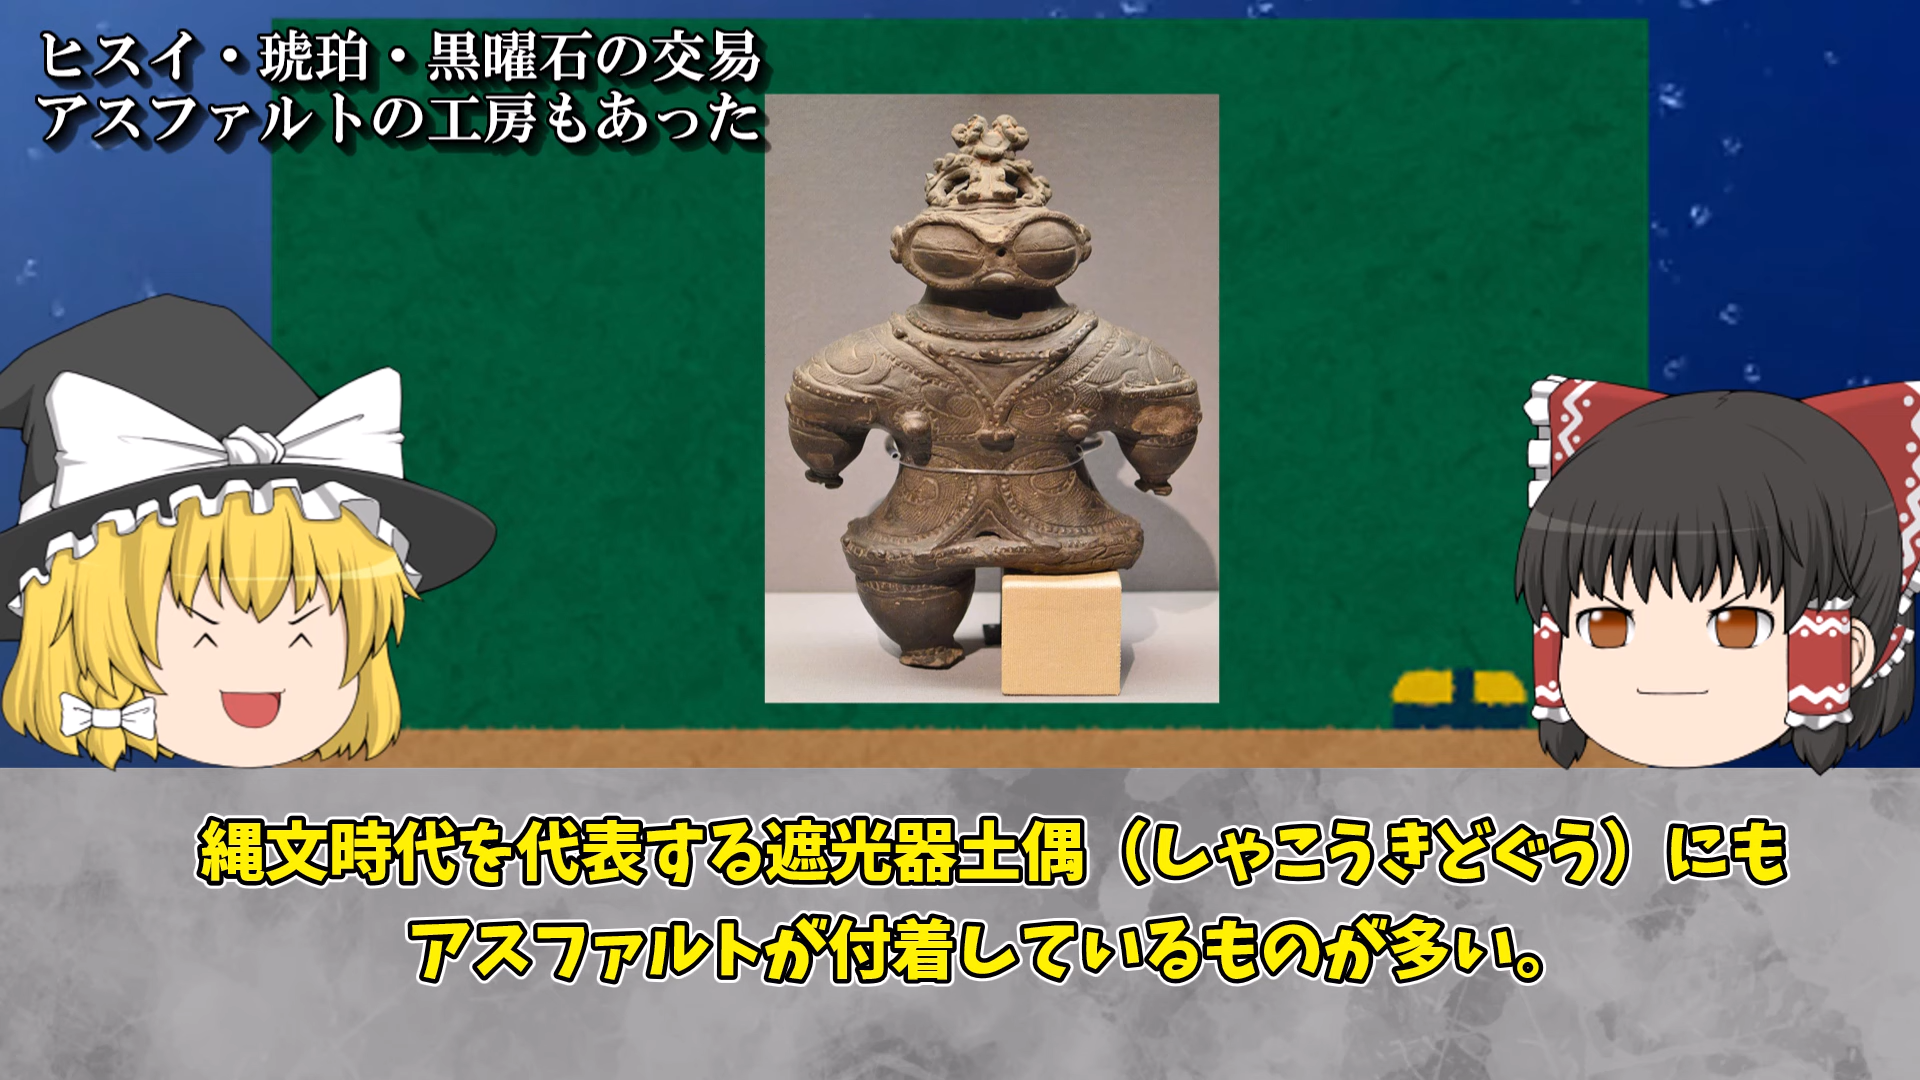 ヒスイ・琥珀・黒曜石の交易
アスファルトの工房もあった
縄文時代を代表する遮光器土偶（しゃこうきどぐう）にも
アスファルトが付着しているものが多い。